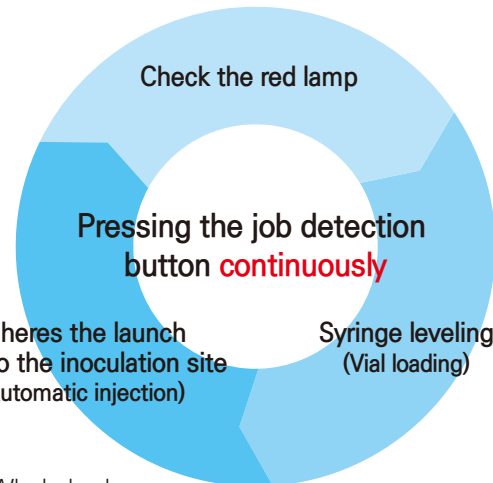 Check the red lamp
Pressing the job detection
button continuously
heres the launch
o the inoculation site
utomatic injection)
Syringe leveling
(Vial loading)